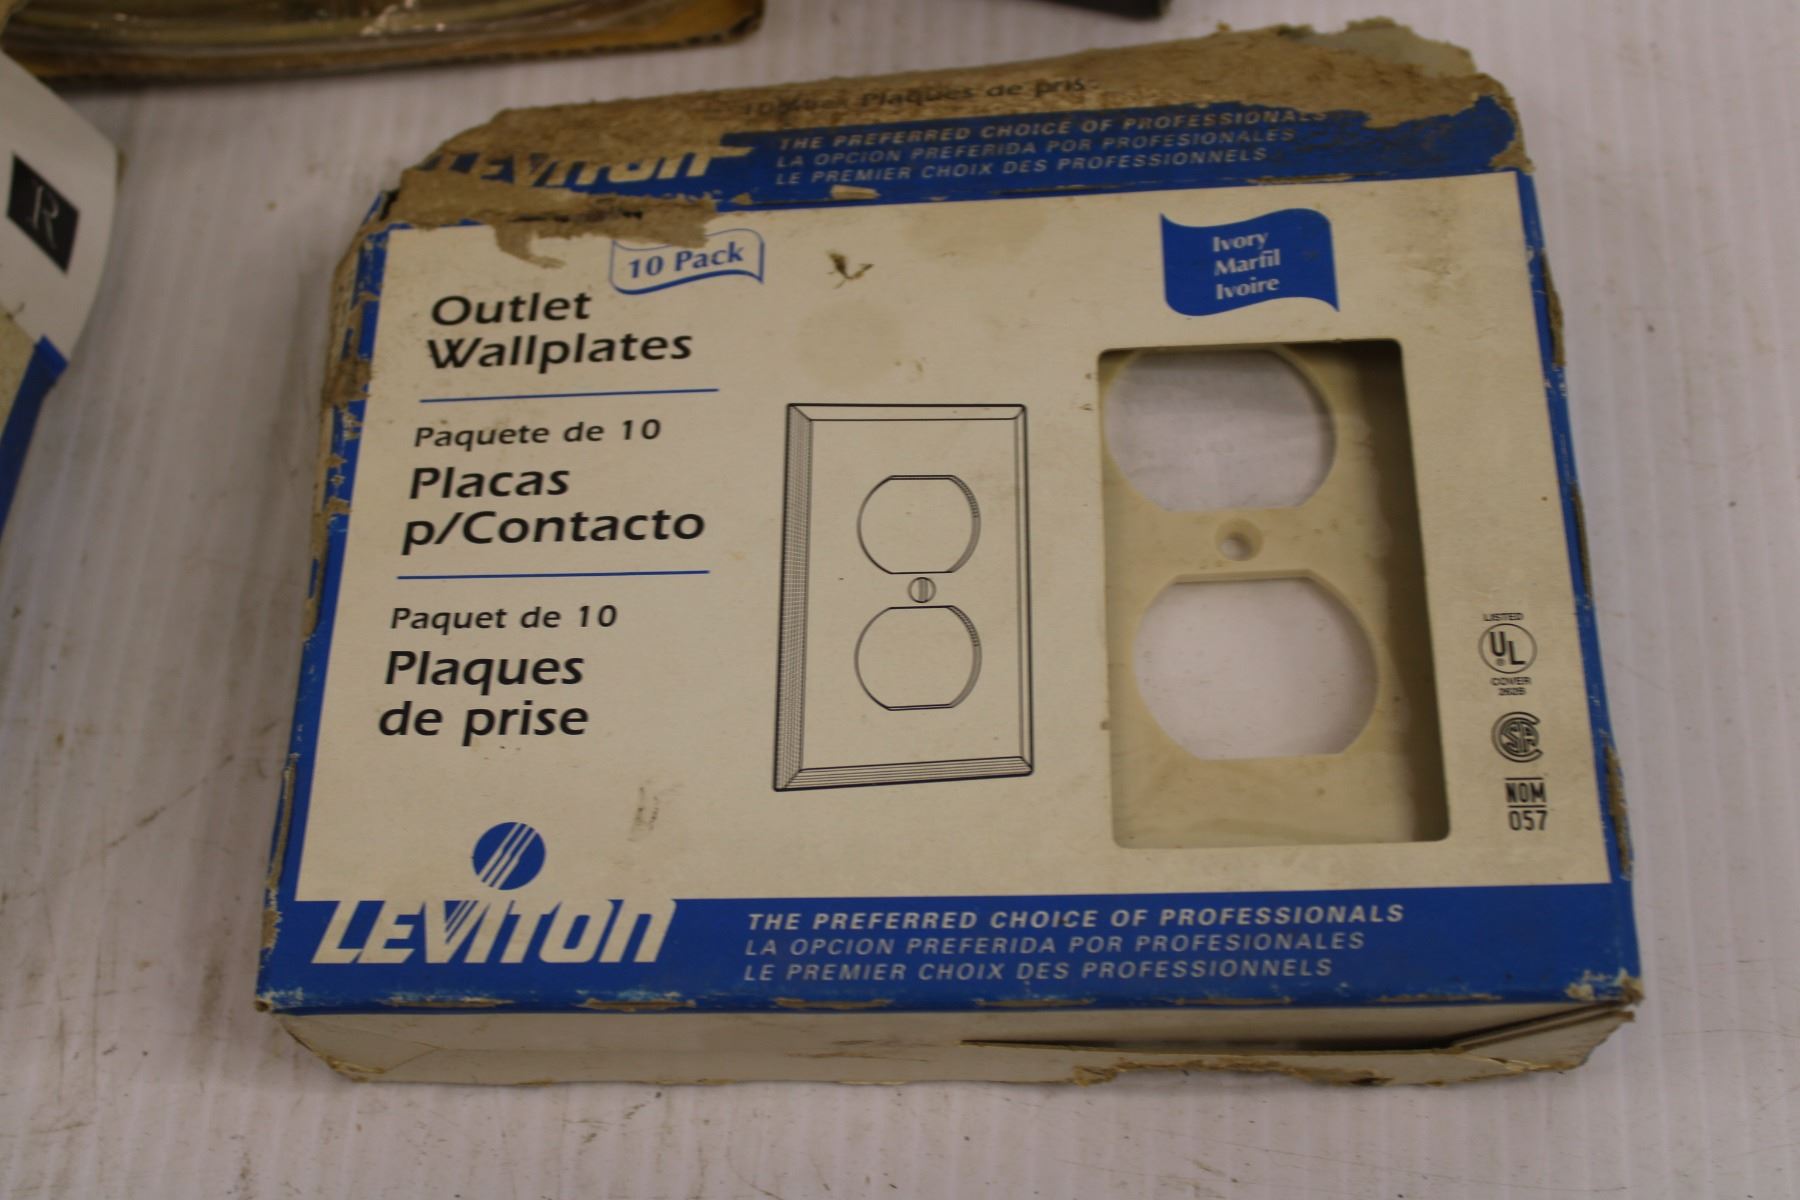 R
Plaques de pris
LEVITON
THE PREFERRED CHOICE OF PROFESSIONALS
LA OPCION PREFERIDA POR PROFESIONALES
LE PREMIER CHOIX DES PROFESSIONNELS
10 Pack
Outlet
Wallplates
Paquete de 10
Placas
p/Contacto
Paquet de 10
Plaques
de prise
Ivory
Marfil
Ivoire
LISTED
UL
®
COVER
262B
SA
NOM
057
LEVITON
THE PREFERRED CHOICE OF PROFESSIONALS
LA OPCION PREFERIDA POR PROFESIONALES
LE PREMIER CHOIX DES PROFESSIONNELS